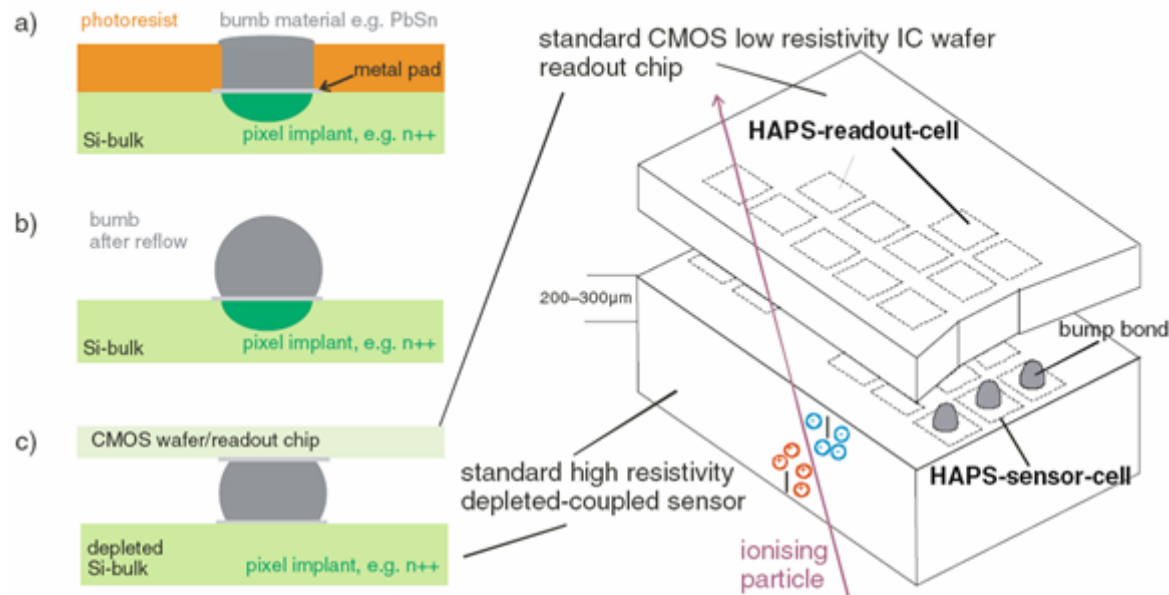 a)
photoresist
bumb material e.g. PbSn
metal pad
Si-bulk
pixel implant, e.g. n++
b)
bumb
after reflow
Si-bulk
pixel implant, e.g. n++
c)
CMOS wafer/readout chip
depleted
Si-bulk
pixel implant, e.g. n++
standard CMOS low resistivity IC wafer
readout chip
HAPS-readout-cell
200–300µm
bump bond
HAPS-sensor-cell
standard high resistivity
depleted-coupled sensor
ionising
particle